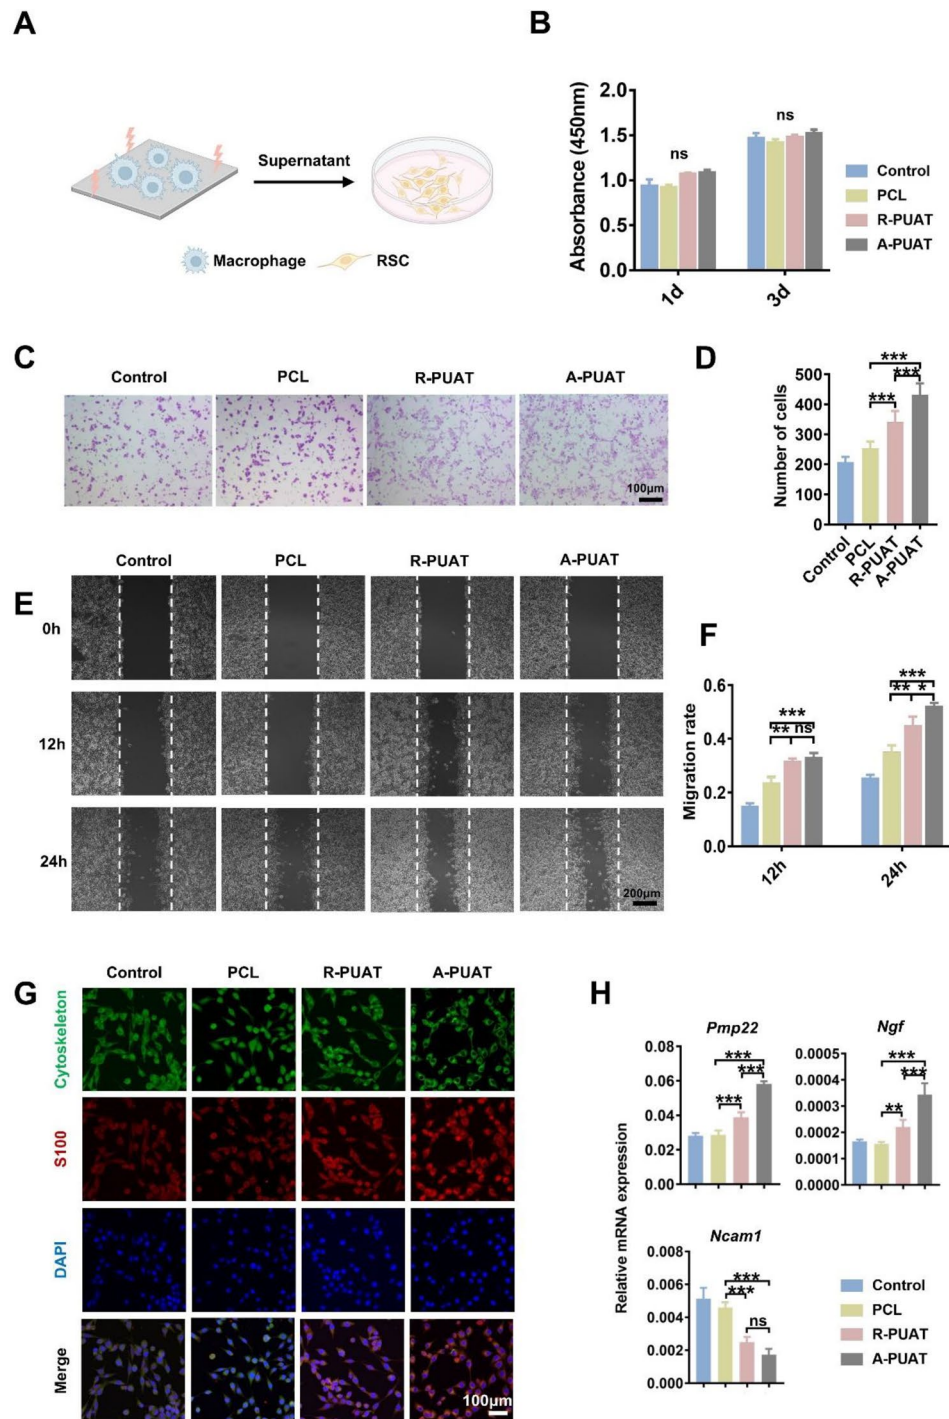 A
Supernatant
Macrophage
RSC
B
Absorbance (450nm)
2.0
1.5
1.0
0.5
0.0
ns
ns
1d
3d
Control
PCL
R-PUAT
A-PUAT
C
Control
PCL
R-PUAT
A-PUAT
100μm
D
Number of cells
500
400
300
200
100
0
***
***
***
Control
PCL
R-PUAT
A-PUAT
E
Control
PCL
R-PUAT
A-PUAT
0h
12h
24h
200μm
F
Migration rate
0.6
0.4
0.2
0.0
***
** ns
***
** *
12h
24h
G
Control
PCL
R-PUAT
A-PUAT
Cytoskeleton
S100
DAPI
Merge
100μm
H
Relative mRNA expression
Pmp22
0.08
0.06
0.04
0.02
0.00
***
***
***
Ngf
0.0005
0.0004
0.0003
0.0002
0.0001
0.0000
***
***
**
Ncam1
0.008
0.006
0.004
0.002
0.000
***
***
ns
Control
PCL
R-PUAT
A-PUAT